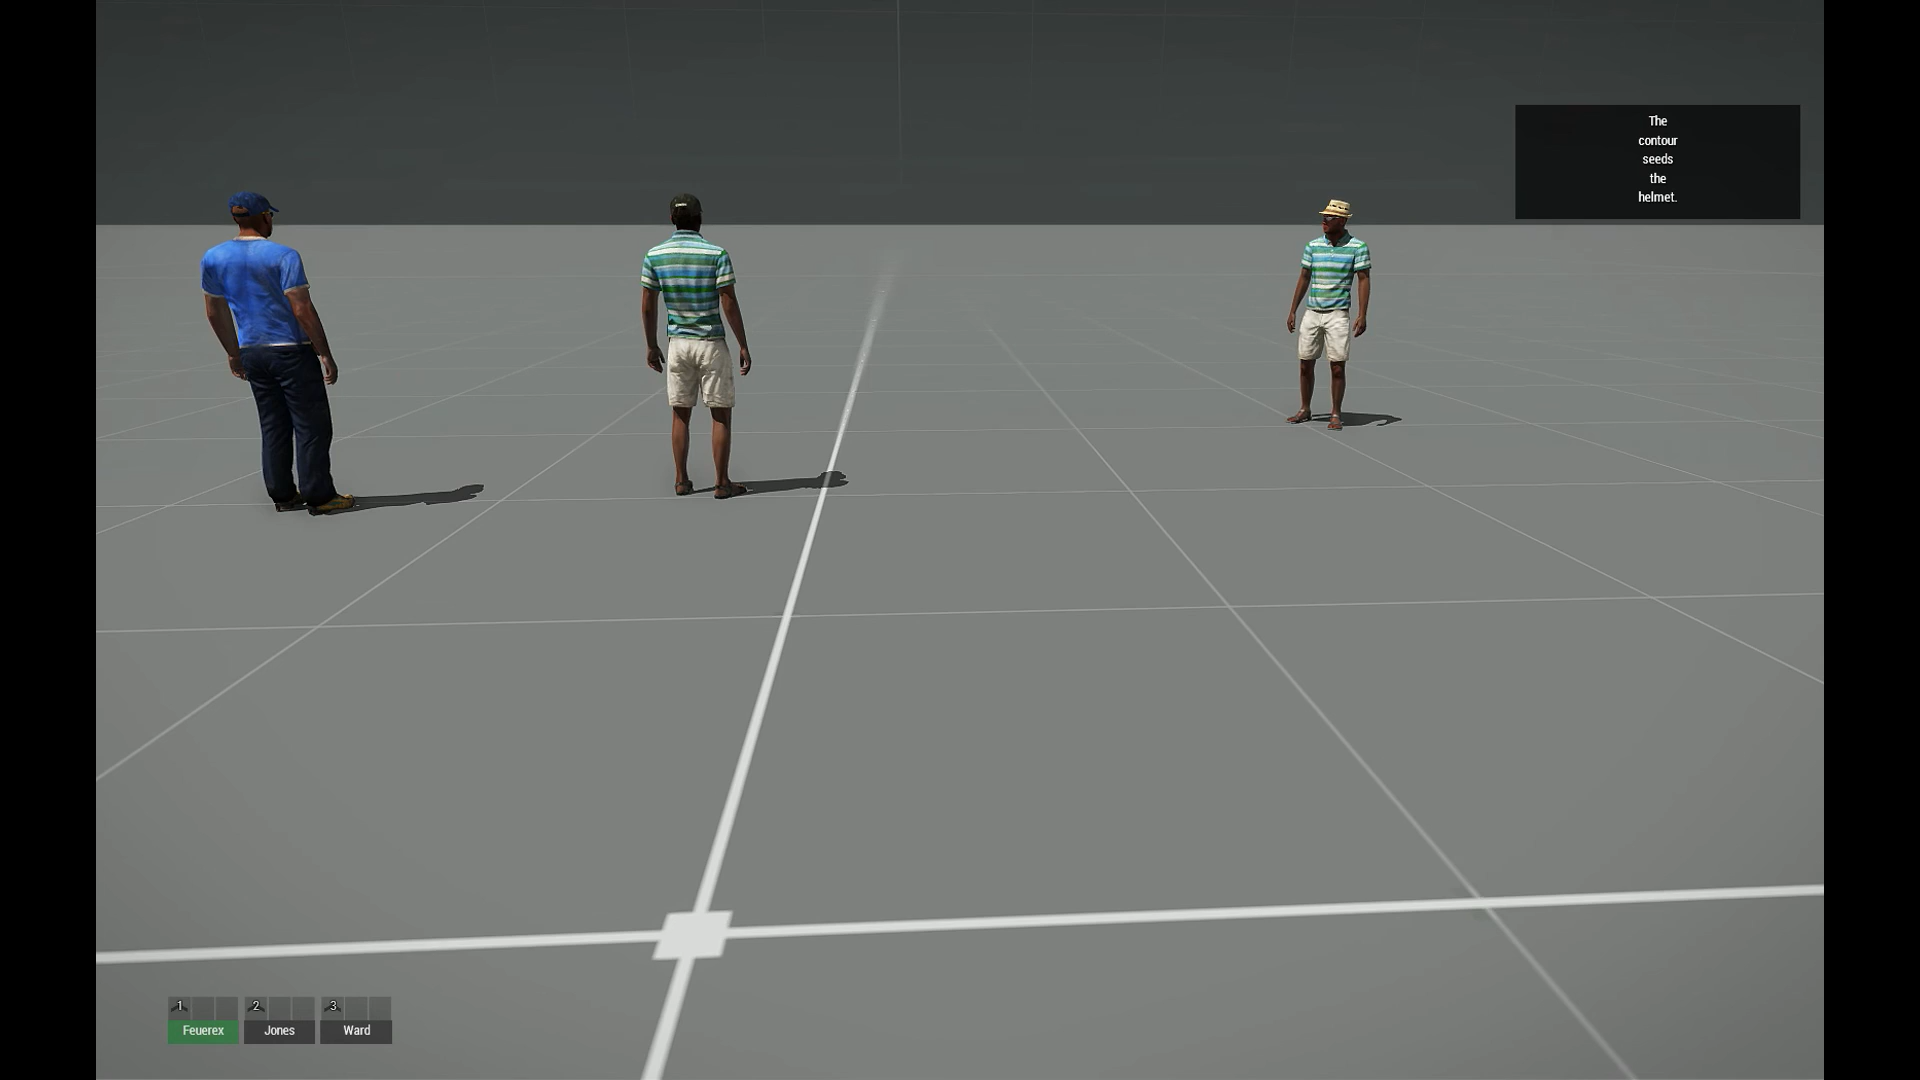 The
contour
seeds
the
helmet.
1 2 3
Feuerex Jones Ward